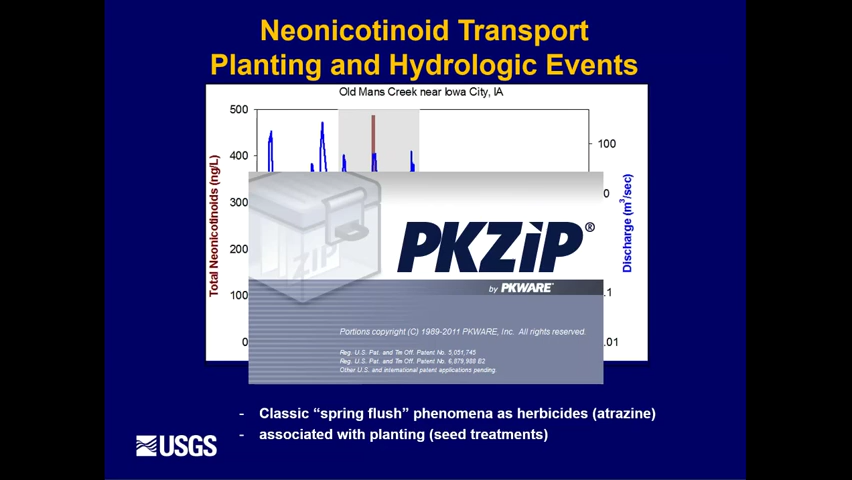 Neonicotinoid Transport
Planting and Hydrologic Events
Old Mans Creek near Iowa City, IA
500
400
300
200
100
0
Total Neonicotinoids (ng/L)
100
0
.1
.01
Discharge (m³/sec)
ZIP
PKZIP®
by PKWARE
Portions copyright (C) 1989-2011 PKWARE, Inc. All rights reserved.
Reg. U.S. Pat. and Tm Off. Patent No. 5,051,745
Reg. U.S. Pat. and Tm Off. Patent No. 6,879,988 B2
Other U.S. and international patent applications pending.
- Classic “spring flush” phenomena as herbicides (atrazine)
- associated with planting (seed treatments)
USGS